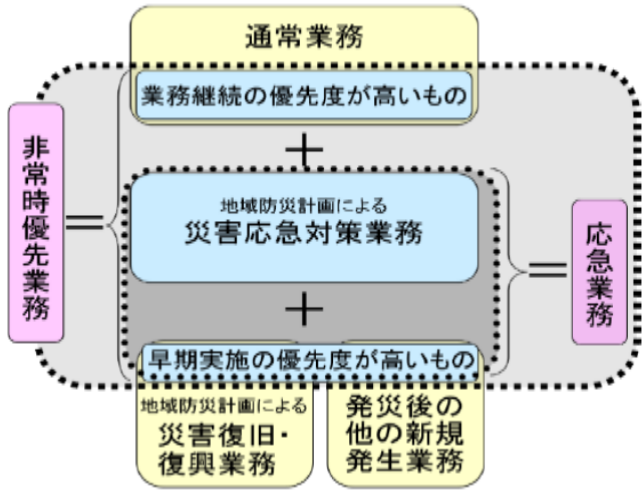 通常業務
業務継続の優先度が高いもの
＋
非常時優先業務
＝
地域防災計画による
災害応急対策業務
＝
応急業務
＋
早期実施の優先度が高いもの
地域防災計画による
災害復旧・
復興業務
発災後の
他の新規
発生業務